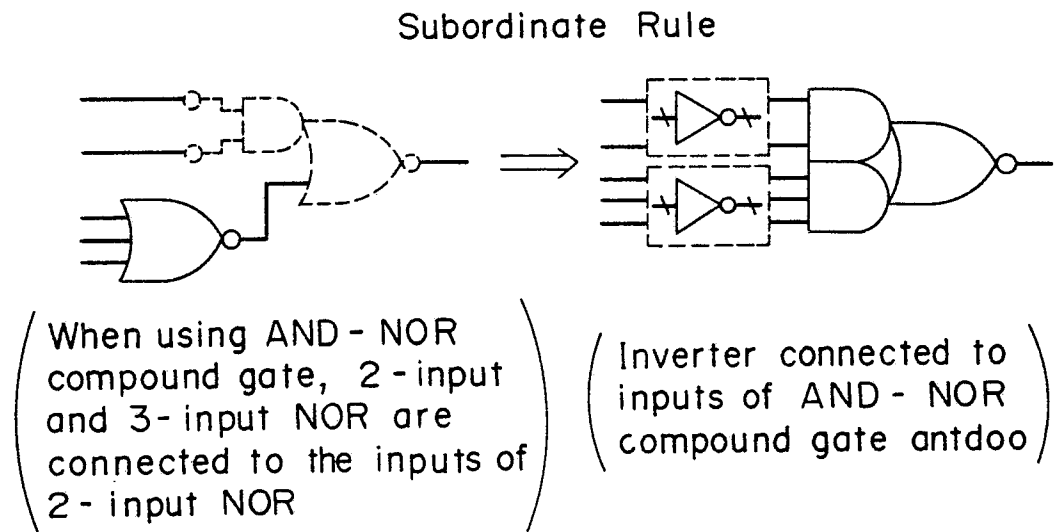 Subordinate Rule
When using AND-NOR
compound gate, 2-input
and 3-input NOR are
connected to the inputs of
2-input NOR
Inverter connected to
inputs of AND-NOR
compound gate antdoo